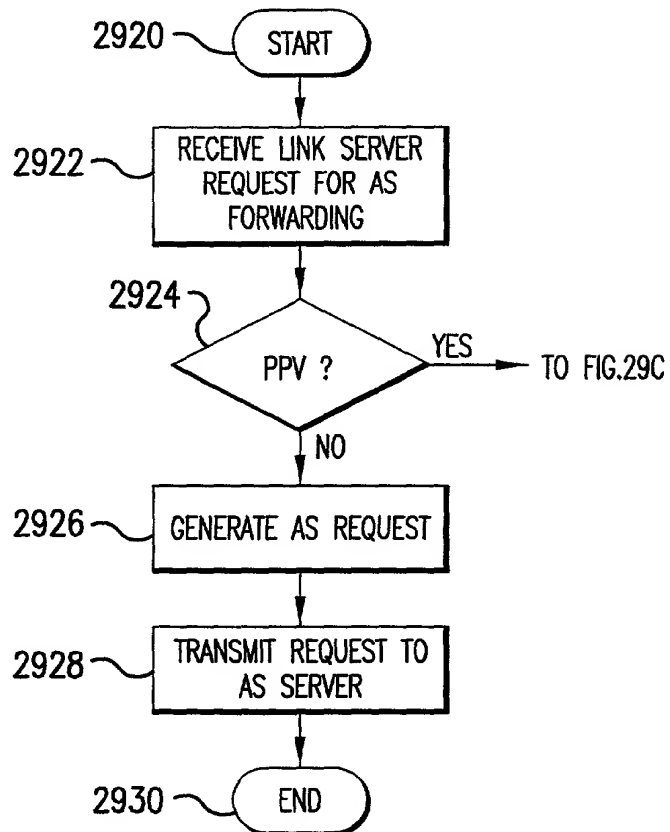 2920
START
2922
RECEIVE LINK SERVER
REQUEST FOR AS
FORWARDING
2924
PPV ?
YES
TO FIG.29C
NO
2926
GENERATE AS REQUEST
2928
TRANSMIT REQUEST TO
AS SERVER
2930
END